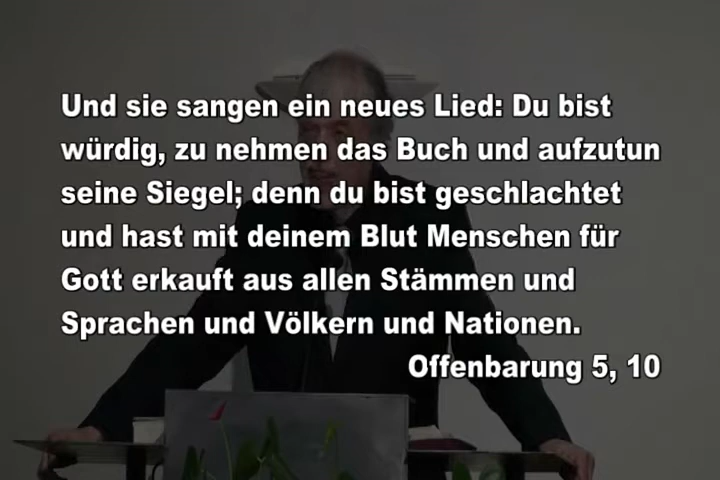 Und sie sangen ein neues Lied: Du bist
würdig, zu nehmen das Buch und aufzutun
seine Siegel; denn du bist geschlachtet
und hast mit deinem Blut Menschen für
Gott erkauft aus allen Stämmen und
Sprachen und Völkern und Nationen.
Offenbarung 5, 10